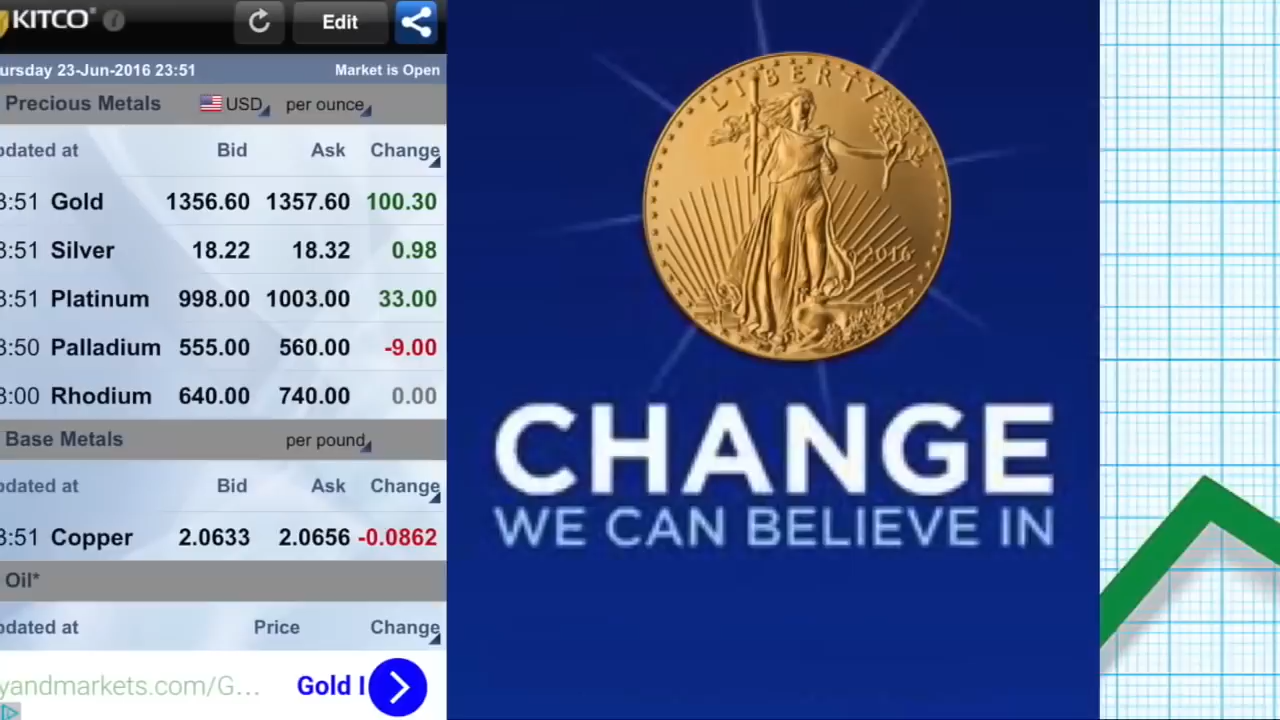 KITCO
Edit
ursday 23-Jun-2016 23:51 Market is Open
Precious Metals USD per ounce
pdated at Bid Ask Change
3:51 Gold 1356.60 1357.60 100.30
3:51 Silver 18.22 18.32 0.98
3:51 Platinum 998.00 1003.00 33.00
3:50 Palladium 555.00 560.00 -9.00
3:00 Rhodium 640.00 740.00 0.00
Base Metals per pound
pdated at Bid Ask Change
3:51 Copper 2.0633 2.0656 -0.0862
Oil*
pdated at Price Change
yandmarkets.com/G... Gold I
LIBERTY
2016
CHANGE
WE CAN BELIEVE IN